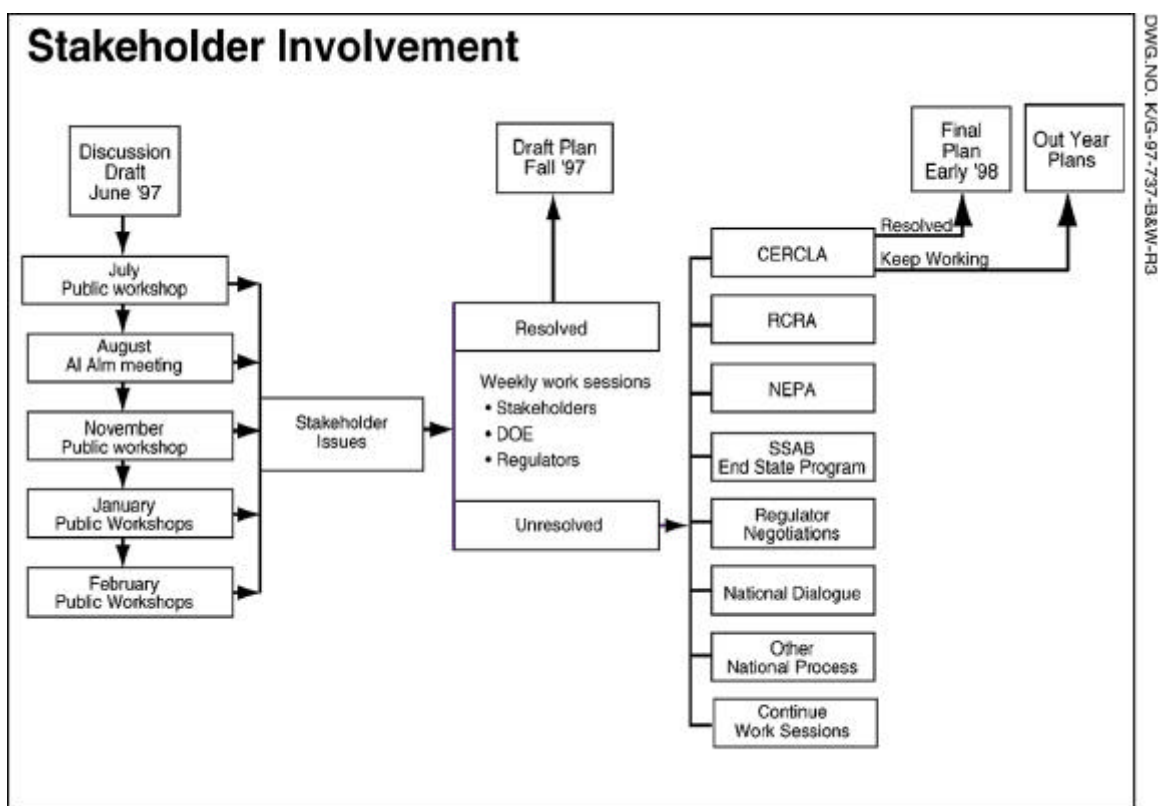 Stakeholder Involvement
Discussion
Draft
June '97
July
Public workshop
August
Al Alm meeting
November
Public workshop
January
Public Workshops
February
Public Workshops
Stakeholder
Issues
Draft Plan
Fall '97
Resolved
Weekly work sessions
• Stakeholders
• DOE
• Regulators
Unresolved
CERCLA
RCRA
NEPA
SSAB
End State Program
Regulator
Negotiations
National Dialogue
Other
National Process
Continue
Work Sessions
Resolved
Keep Working
Final
Plan
Early '98
Out Year
Plans
DWG.NO. K/G-97-737-B&W-R3